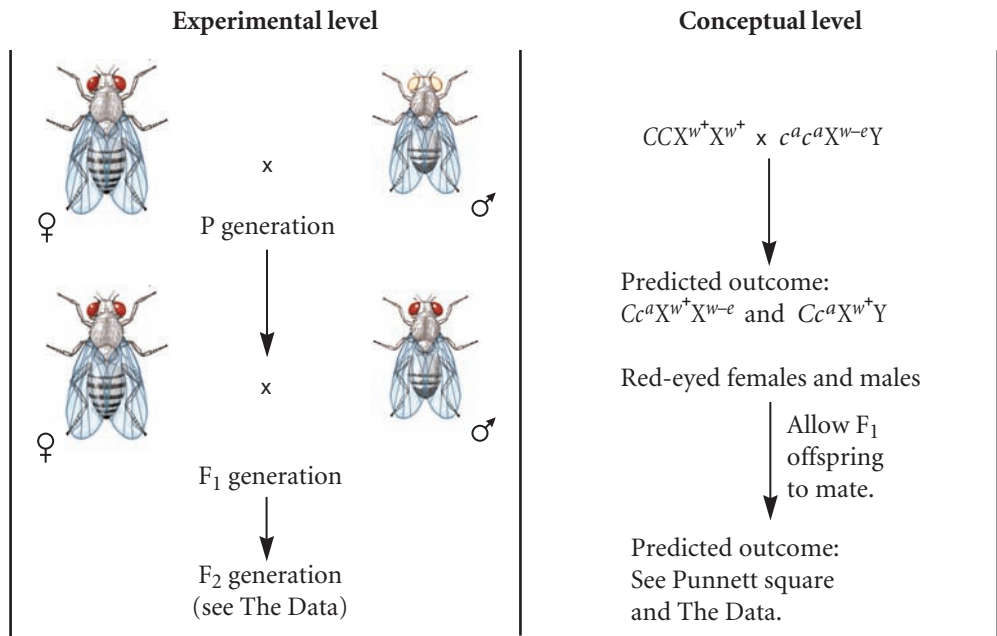 Experimental level
♀
x
♂
P generation
♀
x
♂
F₁ generation
F₂ generation
(see The Data)
Conceptual level
CCXʷ⁺Xʷ⁺ x cᵃcᵃXʷ⁻ᵉY
Predicted outcome:
CcᵃXʷ⁺Xʷ⁻ᵉ and CcᵃXʷ⁺Y
Red-eyed females and males
Allow F₁
offspring
to mate.
Predicted outcome:
See Punnett square
and The Data.